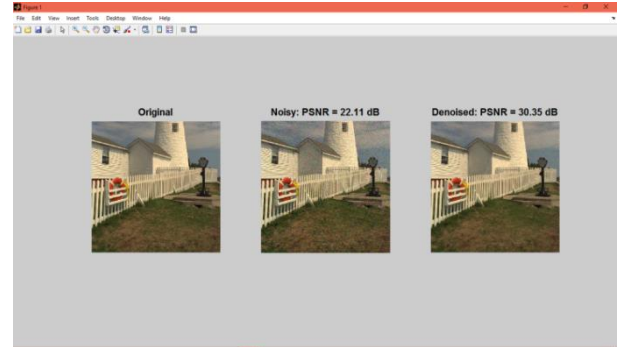 Figure 1
File Edit View Insert Tools Desktop Window Help
Original
Noisy: PSNR = 22.11 dB
Denoised: PSNR = 30.35 dB